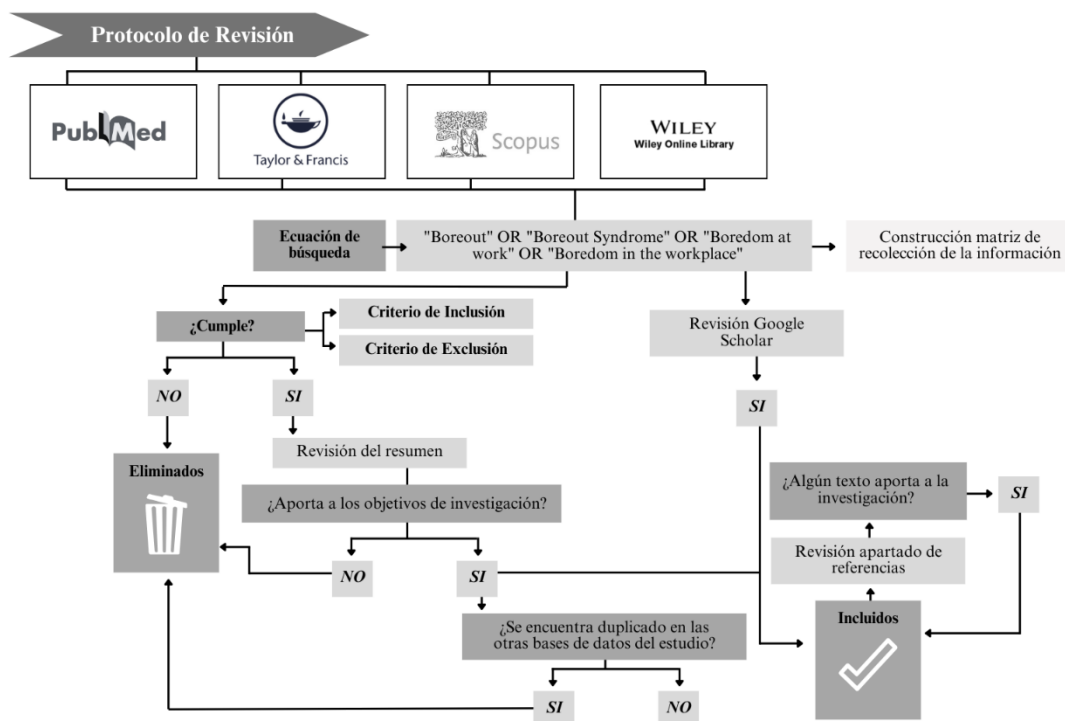 Protocolo de Revisión
PubMed
Taylor & Francis
Scopus
WILEY
Wiley Online Library
Ecuación de
búsqueda
"Boreout" OR "Boreout Syndrome" OR "Boredom at
work" OR "Boredom in the workplace"
Construcción matriz de
recolección de la información
¿Cumple?
Criterio de Inclusión
Criterio de Exclusión
Revisión Google
Scholar
NO
SI
SI
Revisión del resumen
Eliminados
¿Aporta a los objetivos de investigación?
¿Algún texto aporta a la
investigación?
SI
Revisión apartado de
referencias
NO
SI
Incluidos
¿Se encuentra duplicado en las
otras bases de datos del estudio?
SI
NO